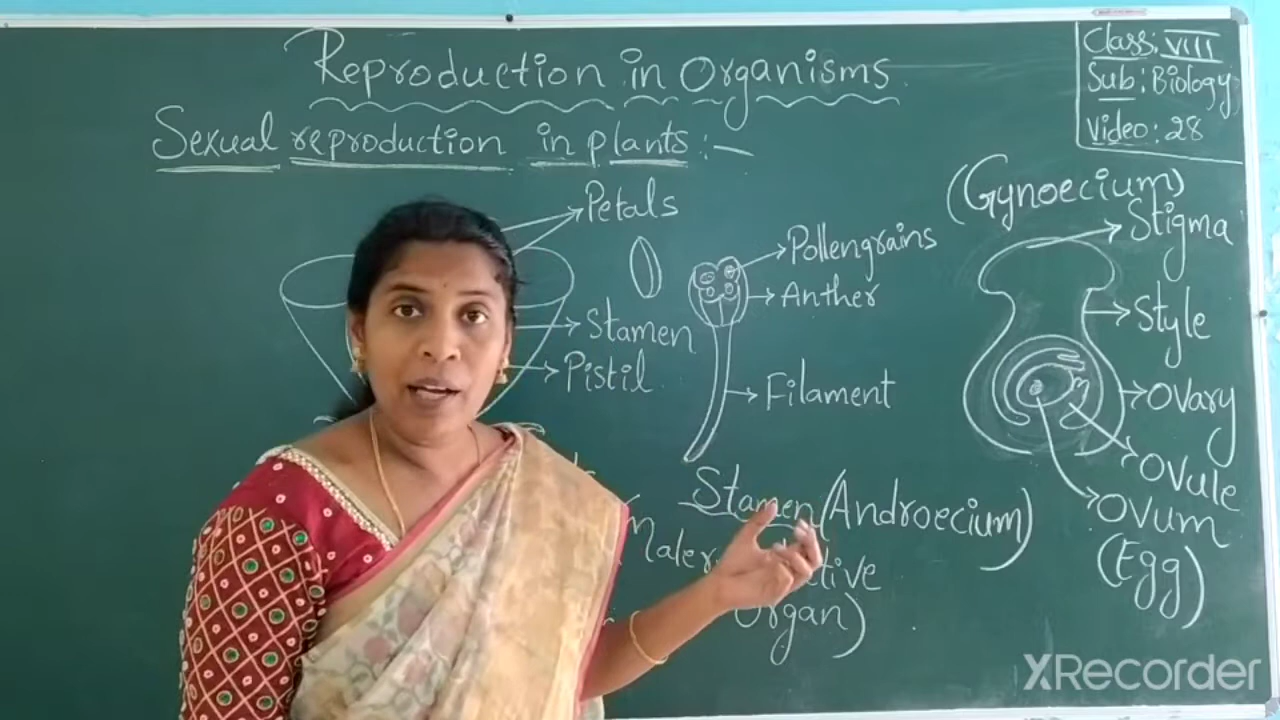 Reproduction in Organisms
Class: VIII
Sub: Biology
Video: 28
Sexual reproduction in plants:-
Petals
Stamen
Pistil
Pollengrains
Anther
Filament
Stamen (Androecium)
Male
Organ)
(Gynoecium)
Stigma
Style
Ovary
Ovule
Ovum
(Egg)
XRecorder